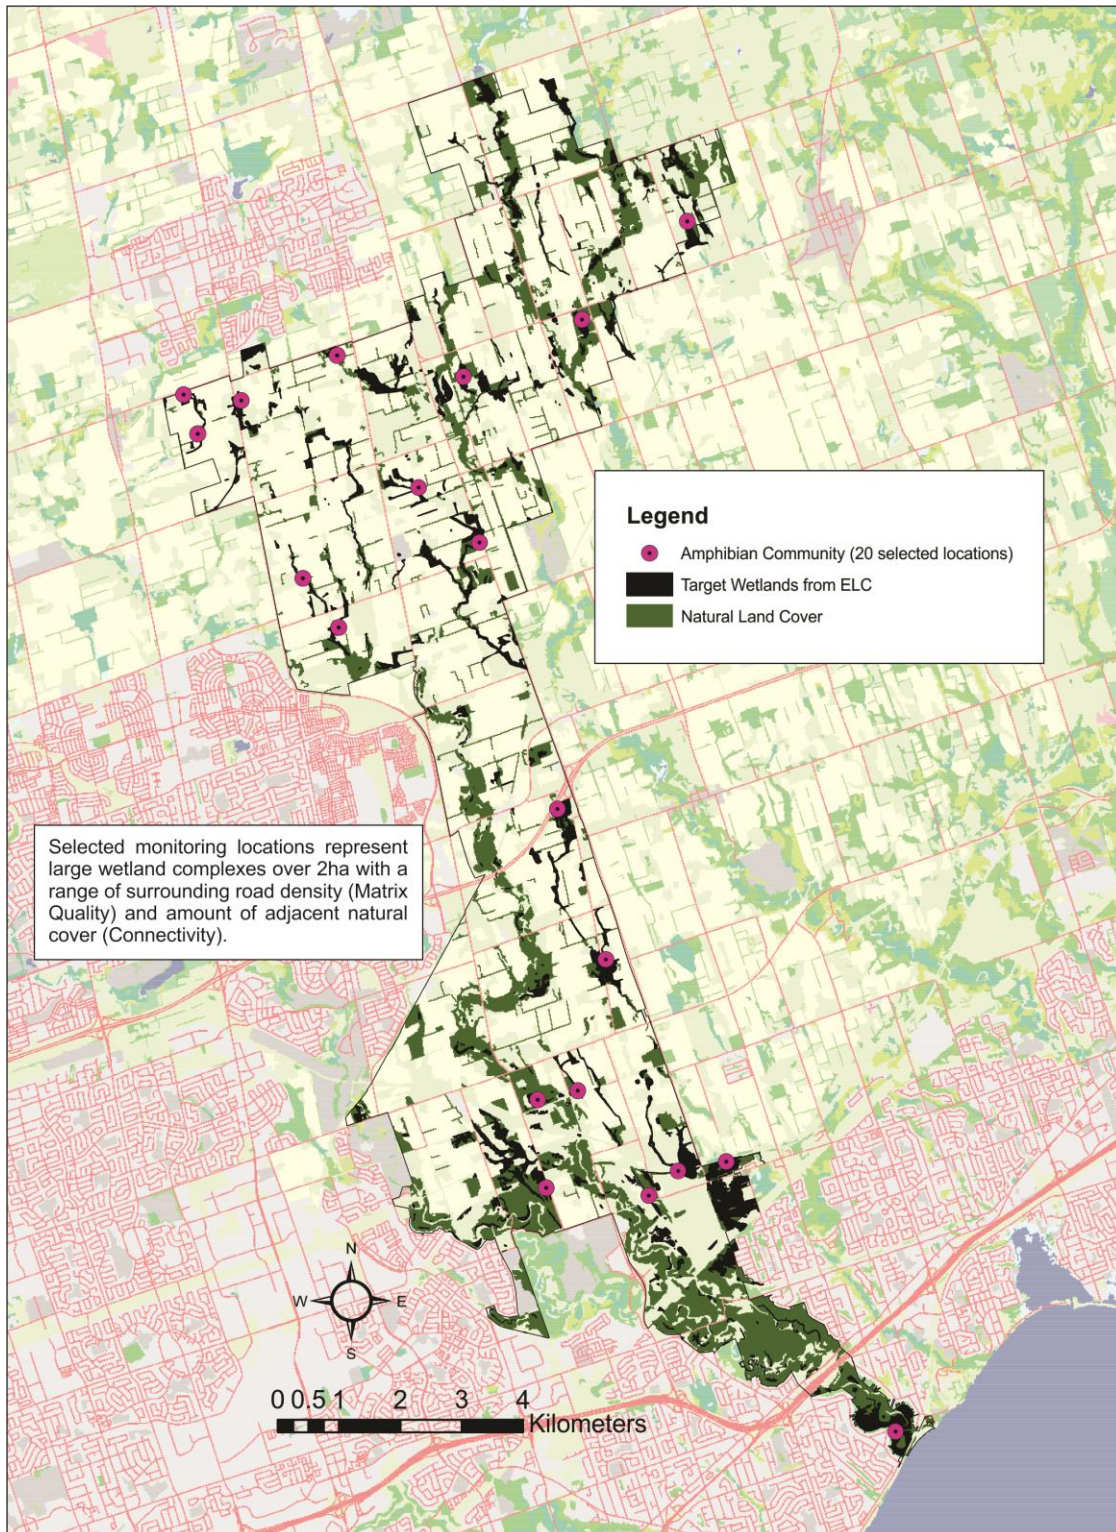 Legend
Amphibian Community (20 selected locations)
Target Wetlands from ELC
Natural Land Cover
Selected monitoring locations represent
large wetland complexes over 2ha with a
range of surrounding road density (Matrix
Quality) and amount of adjacent natural
cover (Connectivity).
N
W E
S
0 0.5 1 2 3 4
Kilometers